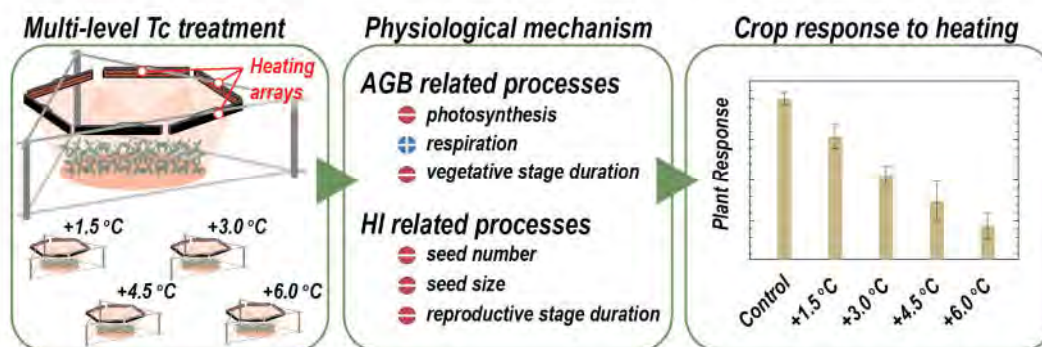 Multi-level Tc treatment
Heating
arrays
+1.5 °C
+3.0 °C
+4.5 °C
+6.0 °C
Physiological mechanism
AGB related processes
photosynthesis
respiration
vegetative stage duration
HI related processes
seed number
seed size
reproductive stage duration
Crop response to heating
Plant Response
Control
+1.5 °C
+3.0 °C
+4.5 °C
+6.0 °C